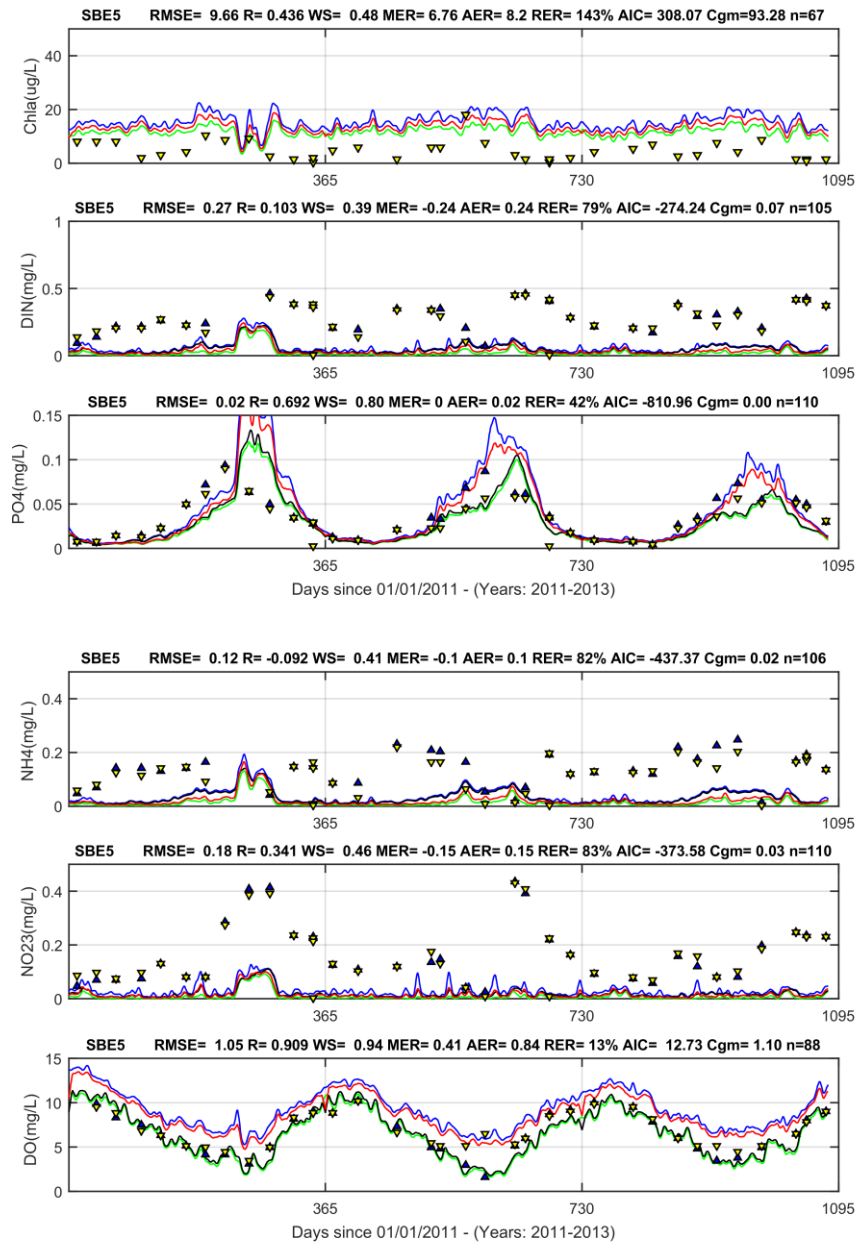 SBE5 RMSE= 9.66 R= 0.436 WS= 0.48 MER= 6.76 AER= 8.2 RER= 143% AIC= 308.07 Cgm=93.28 n=67
Chla(ug/L)
40
20
0
365
730
1095
SBE5 RMSE= 0.27 R= 0.103 WS= 0.39 MER= -0.24 AER= 0.24 RER= 79% AIC= -274.24 Cgm= 0.07 n=105
DIN(mg/L)
1
0.5
0
365
730
1095
SBE5 RMSE= 0.02 R= 0.692 WS= 0.80 MER= 0 AER= 0.02 RER= 42% AIC= -810.96 Cgm= 0.00 n=110
PO4(mg/L)
0.15
0.1
0.05
0
365
730
1095
Days since 01/01/2011 - (Years: 2011-2013)
SBE5 RMSE= 0.12 R= -0.092 WS= 0.41 MER= -0.1 AER= 0.1 RER= 82% AIC= -437.37 Cgm= 0.02 n=106
NH4(mg/L)
0.4
0.2
0
365
730
1095
SBE5 RMSE= 0.18 R= 0.341 WS= 0.46 MER= -0.15 AER= 0.15 RER= 83% AIC= -373.58 Cgm= 0.03 n=110
NO23(mg/L)
0.4
0.2
0
365
730
1095
SBE5 RMSE= 1.05 R= 0.909 WS= 0.94 MER= 0.41 AER= 0.84 RER= 13% AIC= 12.73 Cgm= 1.10 n=88
DO(mg/L)
15
10
5
0
365
730
1095
Days since 01/01/2011 - (Years: 2011-2013)